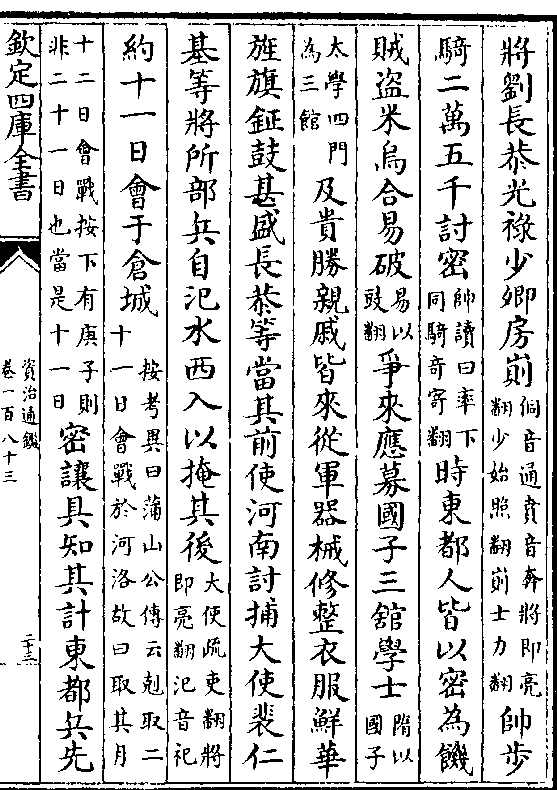 將劉長恭光祿少卿房崱侗音通賁音奔將即亮翻少始照翻崱士力翻帥步
騎二萬五千討密帥讀曰率下同騎奇寄翻時東都人皆以密為饑
賊盜米烏合易破易以豉翻爭來應募國子三舘學士隋以國子
太學四門為三館及貴勝親戚皆來從軍器械修整衣服鮮華
旌旗鉦鼓甚盛長恭等當其前使河南討捕大使裴仁
基等將所部兵自汜水西入以掩其後大使疏吏翻將即亮翻汜音祀
約十一日會于倉城按考異曰蒲山公傳云剋取二十一日會戰於河洛故曰取其月
十二日會戰按下有庚子則非二十一日也當是十一日密讓具知其計東都兵先
欽定四庫全書
資治通鑑
卷一百八十三
二十三